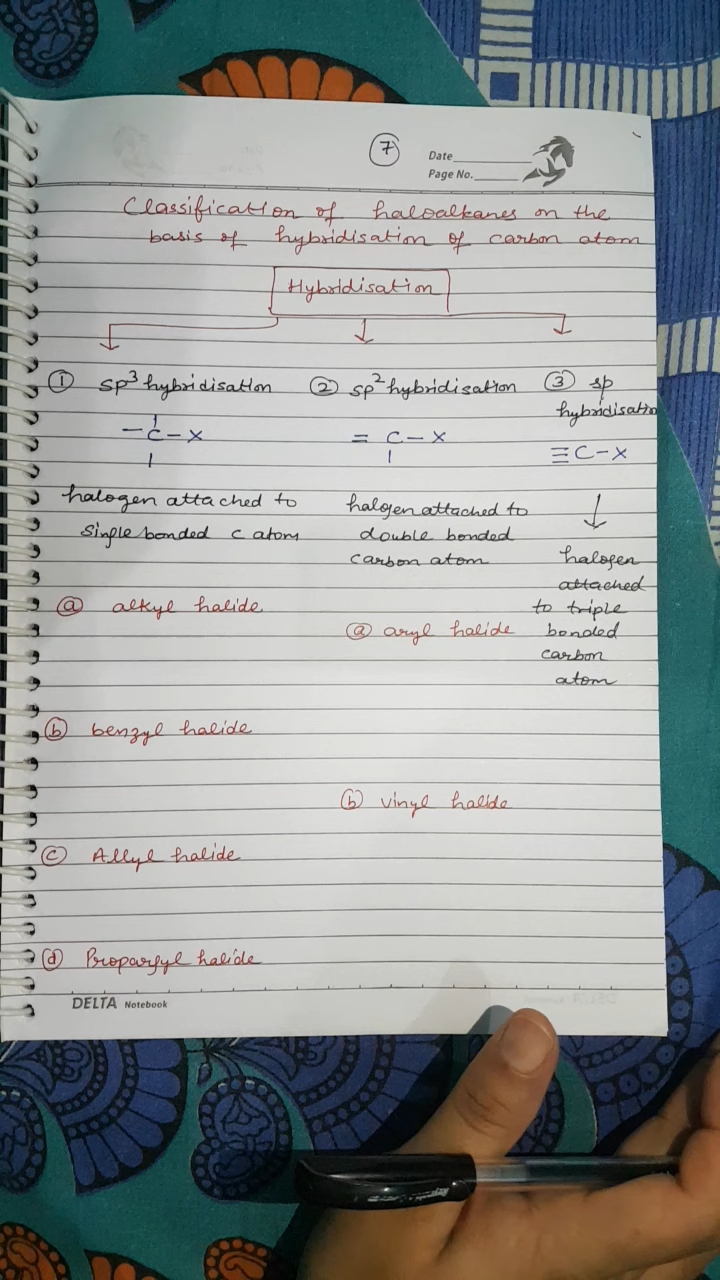 7
Date
Page No.
Classification of haloalkanes on the
basis of hybridisation of carbon atom
Hybridisation
① sp³ hybridisation
–C–X
halogen attached to
single bonded c atom
ⓐ alkyl halide
ⓑ benzyl halide
ⓒ Allyl halide
ⓓ Propargyl halide
② sp² hybridisation
= C – X
halgen attached to
double bonded
carbon atom
ⓐ aryl halide
ⓑ vinyl halide
③ sp
hybridisatio
≡C–X
halogen
attached
to triple
bonded
carbon
atom
DELTA Notebook